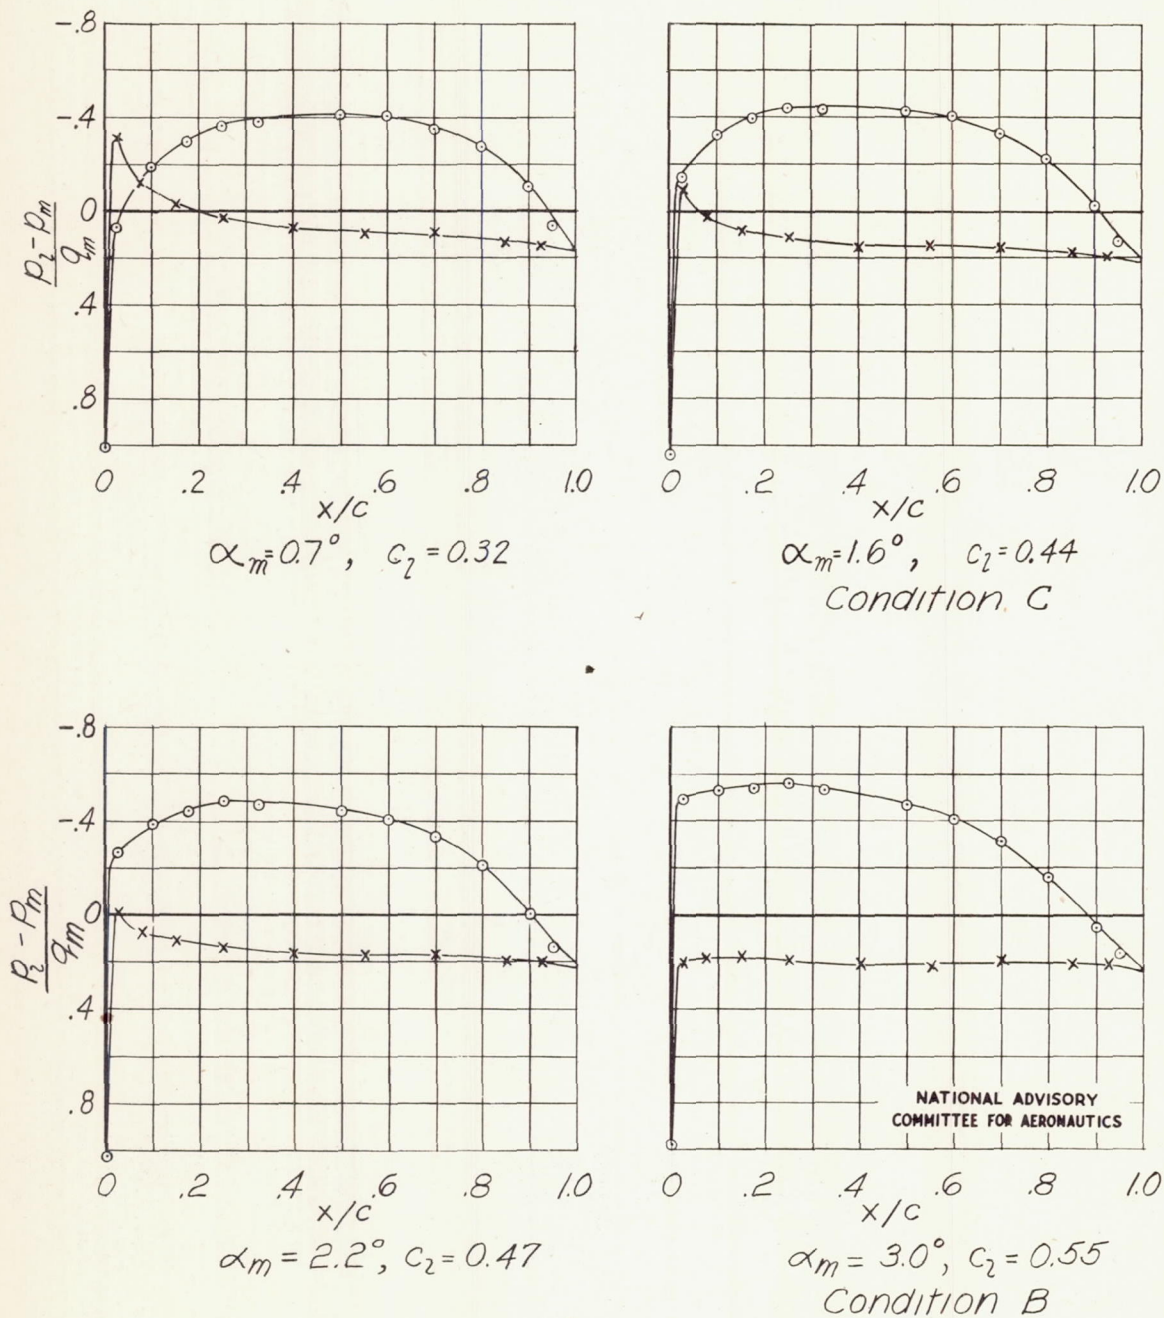 -.8
-.4
0
.4
.8
p_l - p_m
q_m
0 .2 .4 .6 .8 1.0
x/c
α_m=0.7°, c_l=0.32
0 .2 .4 .6 .8 1.0
x/c
α_m=1.6°, c_l=0.44
Condition C
-.8
-.4
0
.4
.8
p_l - p_m
q_m
0 .2 .4 .6 .8 1.0
x/c
α_m = 2.2°, c_l = 0.47
NATIONAL ADVISORY
COMMITTEE FOR AERONAUTICS
0 .2 .4 .6 .8 1.0
x/c
α_m = 3.0°, c_l = 0.55
Condition B